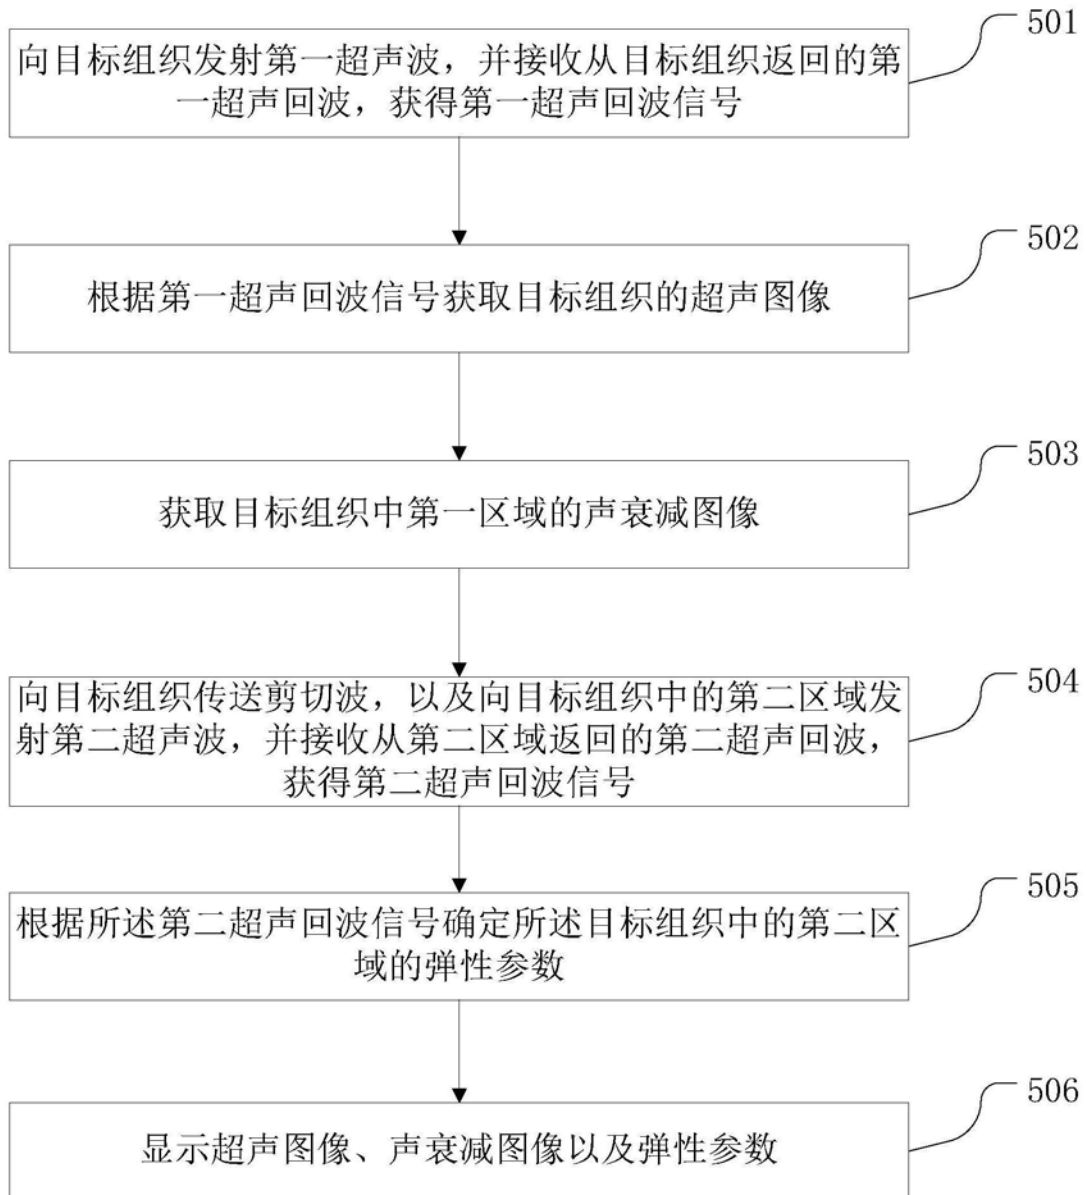 501
向目标组织发射第一超声波，并接收从目标组织返回的第
一超声回波，获得第一超声回波信号
502
根据第一超声回波信号获取目标组织的超声图像
503
获取目标组织中第一区域的声衰减图像
504
向目标组织传送剪切波，以及向目标组织中的第二区域发
射第二超声波，并接收从第二区域返回的第二超声回波，
获得第二超声回波信号
505
根据所述第二超声回波信号确定所述目标组织中的第二区
域的弹性参数
506
显示超声图像、声衰减图像以及弹性参数